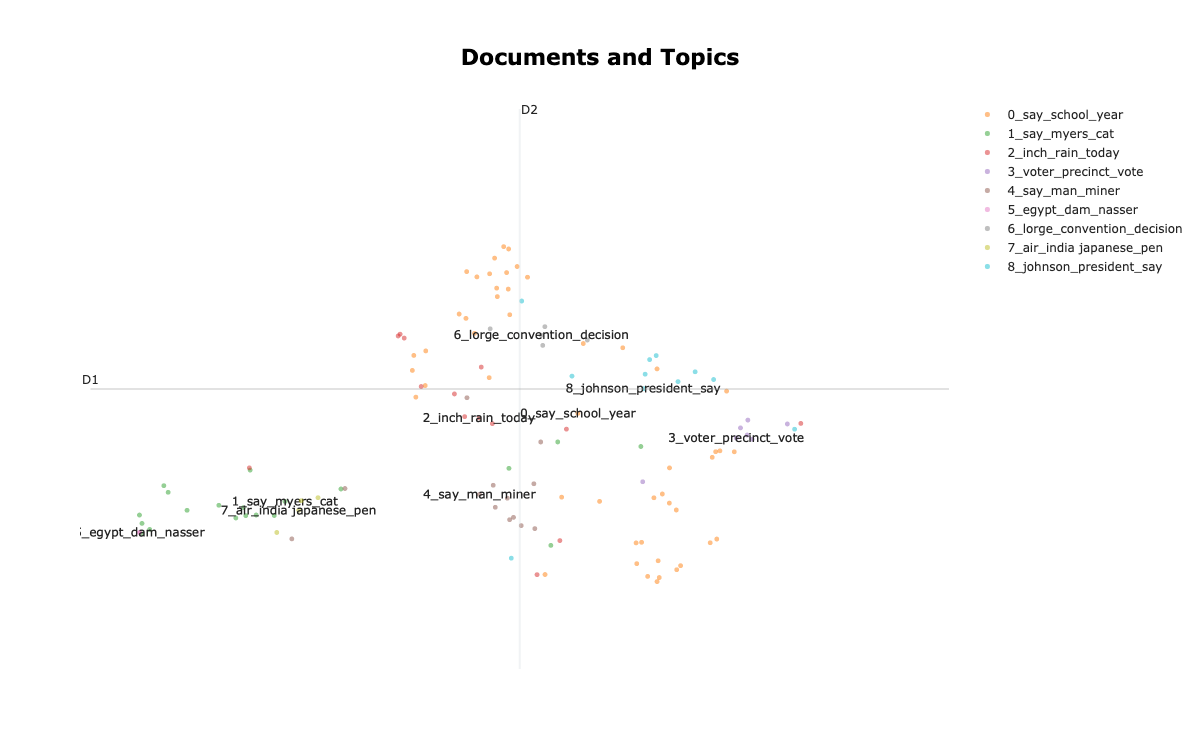 Documents and Topics
D2
0_say_school_year
1_say_myers_cat
2_inch_rain_today
3_voter_precinct_vote
4_say_man_miner
5_egypt_dam_nasser
6_lorge_convention_decision
7_air_india japanese_pen
8_johnson_president_say
6_lorge_convention_decision
D1
8_johnson_president_say
0_say_school_year
2_inch_rain_today
3_voter_precinct_vote
4_say_man_miner
1_say_myers_cat
7_air_india japanese_pen
_egypt_dam_nasser